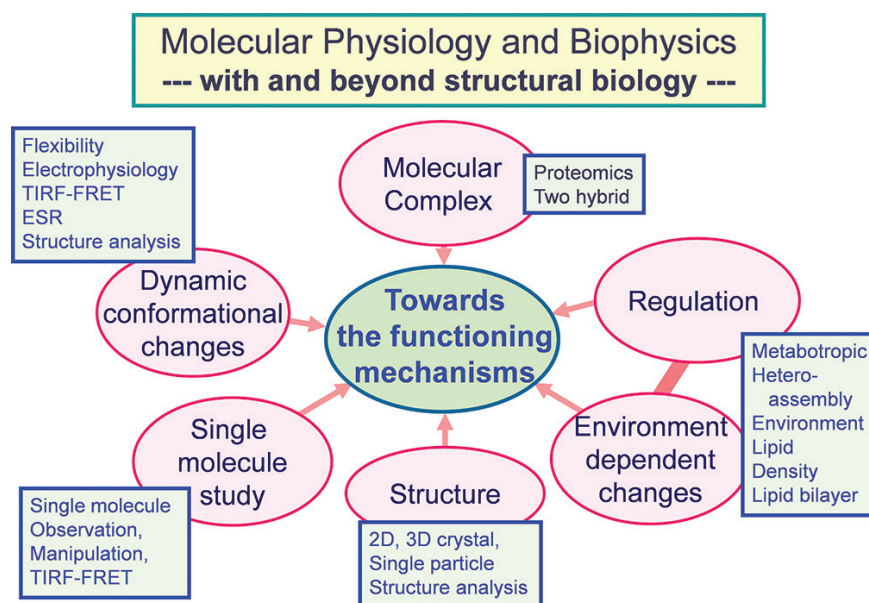 Molecular Physiology and Biophysics
--- with and beyond structural biology ---
Flexibility
Electrophysiology
TIRF-FRET
ESR
Structure analysis
Molecular
Complex
Proteomics
Two hybrid
Dynamic
conformational
changes
Towards
the functioning
mechanisms
Regulation
Metabotropic
Hetero-
assembly
Environment
Lipid
Density
Lipid bilayer
Single
molecule
study
Single molecule
Observation,
Manipulation,
TIRF-FRET
Structure
2D, 3D crystal,
Single particle
Structure analysis
Environment
dependent
changes